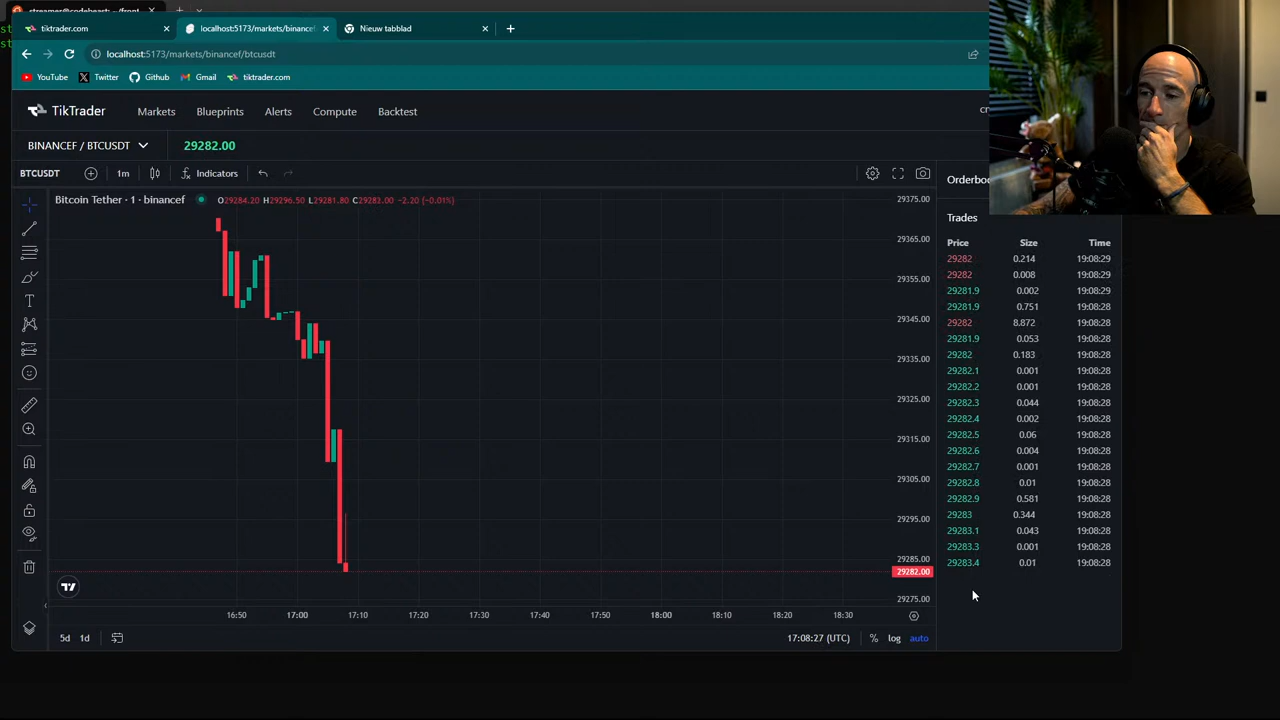 streamer@codebeast: ~/front
tiktrader.com
localhost:5173/markets/binancef
Nieuw tabblad
localhost:5173/markets/binancef/btcusdt
YouTube
Twitter
Github
Gmail
tiktrader.com
TikTrader
Markets
Blueprints
Alerts
Compute
Backtest
BINANCEF / BTCUSDT
29282.00
BTCUSDT
1m
Indicators
Bitcoin Tether · 1 · binancef
O29284.20 H29296.50 L29281.80 C29282.00 -2.20 (-0.01%)
29375.00
29365.00
29355.00
29345.00
29335.00
29325.00
29315.00
29305.00
29295.00
29285.00
29282.00
29275.00
16:50 17:00 17:10 17:20 17:30 17:40 17:50 18:00 18:10 18:20 18:30
5d 1d
17:08:27 (UTC) % log auto
Trades
Price Size Time
29282 0.214 19:08:29
29282 0.008 19:08:29
29281.9 0.002 19:08:29
29281.9 0.751 19:08:28
29282 8.872 19:08:28
29281.9 0.053 19:08:28
29282 0.183 19:08:28
29282.1 0.001 19:08:28
29282.2 0.001 19:08:28
29282.3 0.044 19:08:28
29282.4 0.002 19:08:28
29282.5 0.06 19:08:28
29282.6 0.004 19:08:28
29282.7 0.001 19:08:28
29282.8 0.01 19:08:28
29282.9 0.581 19:08:28
29283 0.344 19:08:28
29283.1 0.043 19:08:28
29283.3 0.001 19:08:28
29283.4 0.01 19:08:28